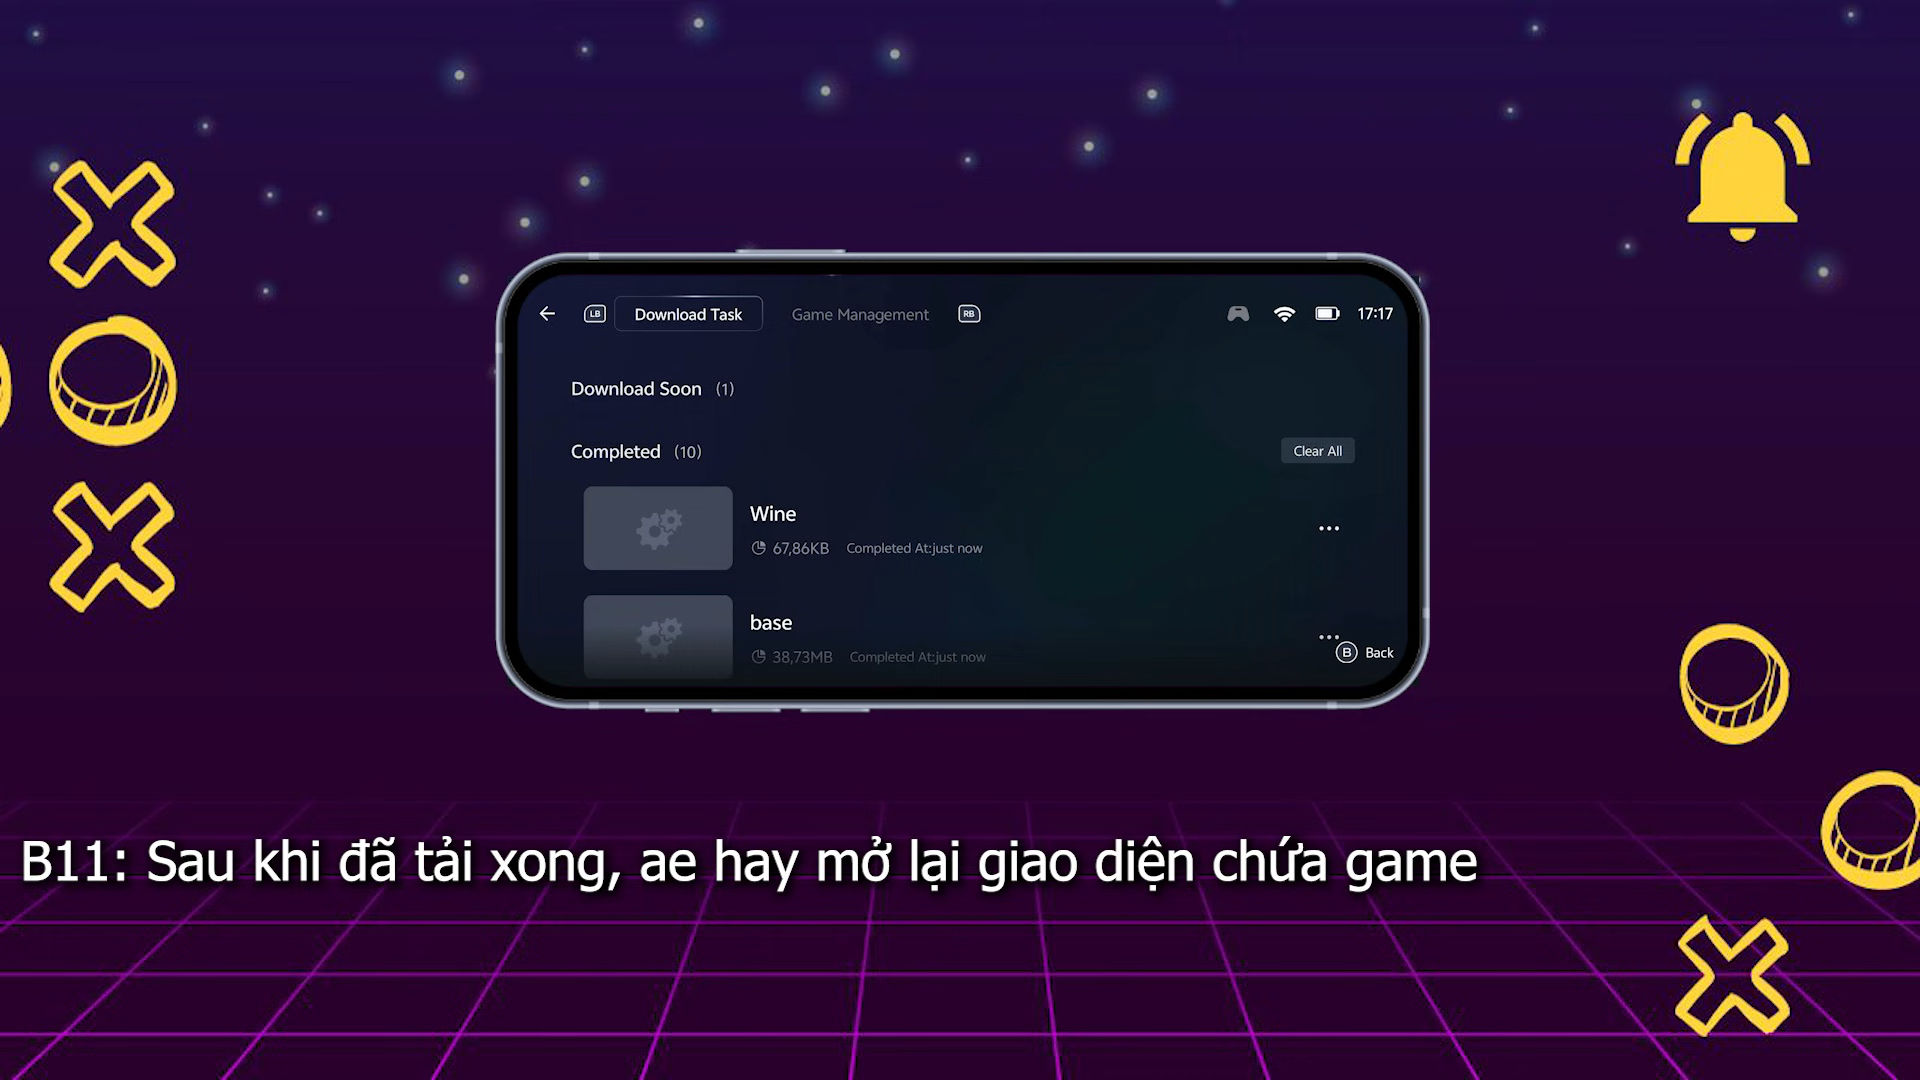 LB Download Task Game Management RB 17:17
Download Soon (1)
Completed (10) Clear All
Wine
67,86KB Completed At:just now
base
38,73MB Completed At:just now
B Back
B11: Sau khi đã tải xong, ae hay mở lại giao diện chứa game